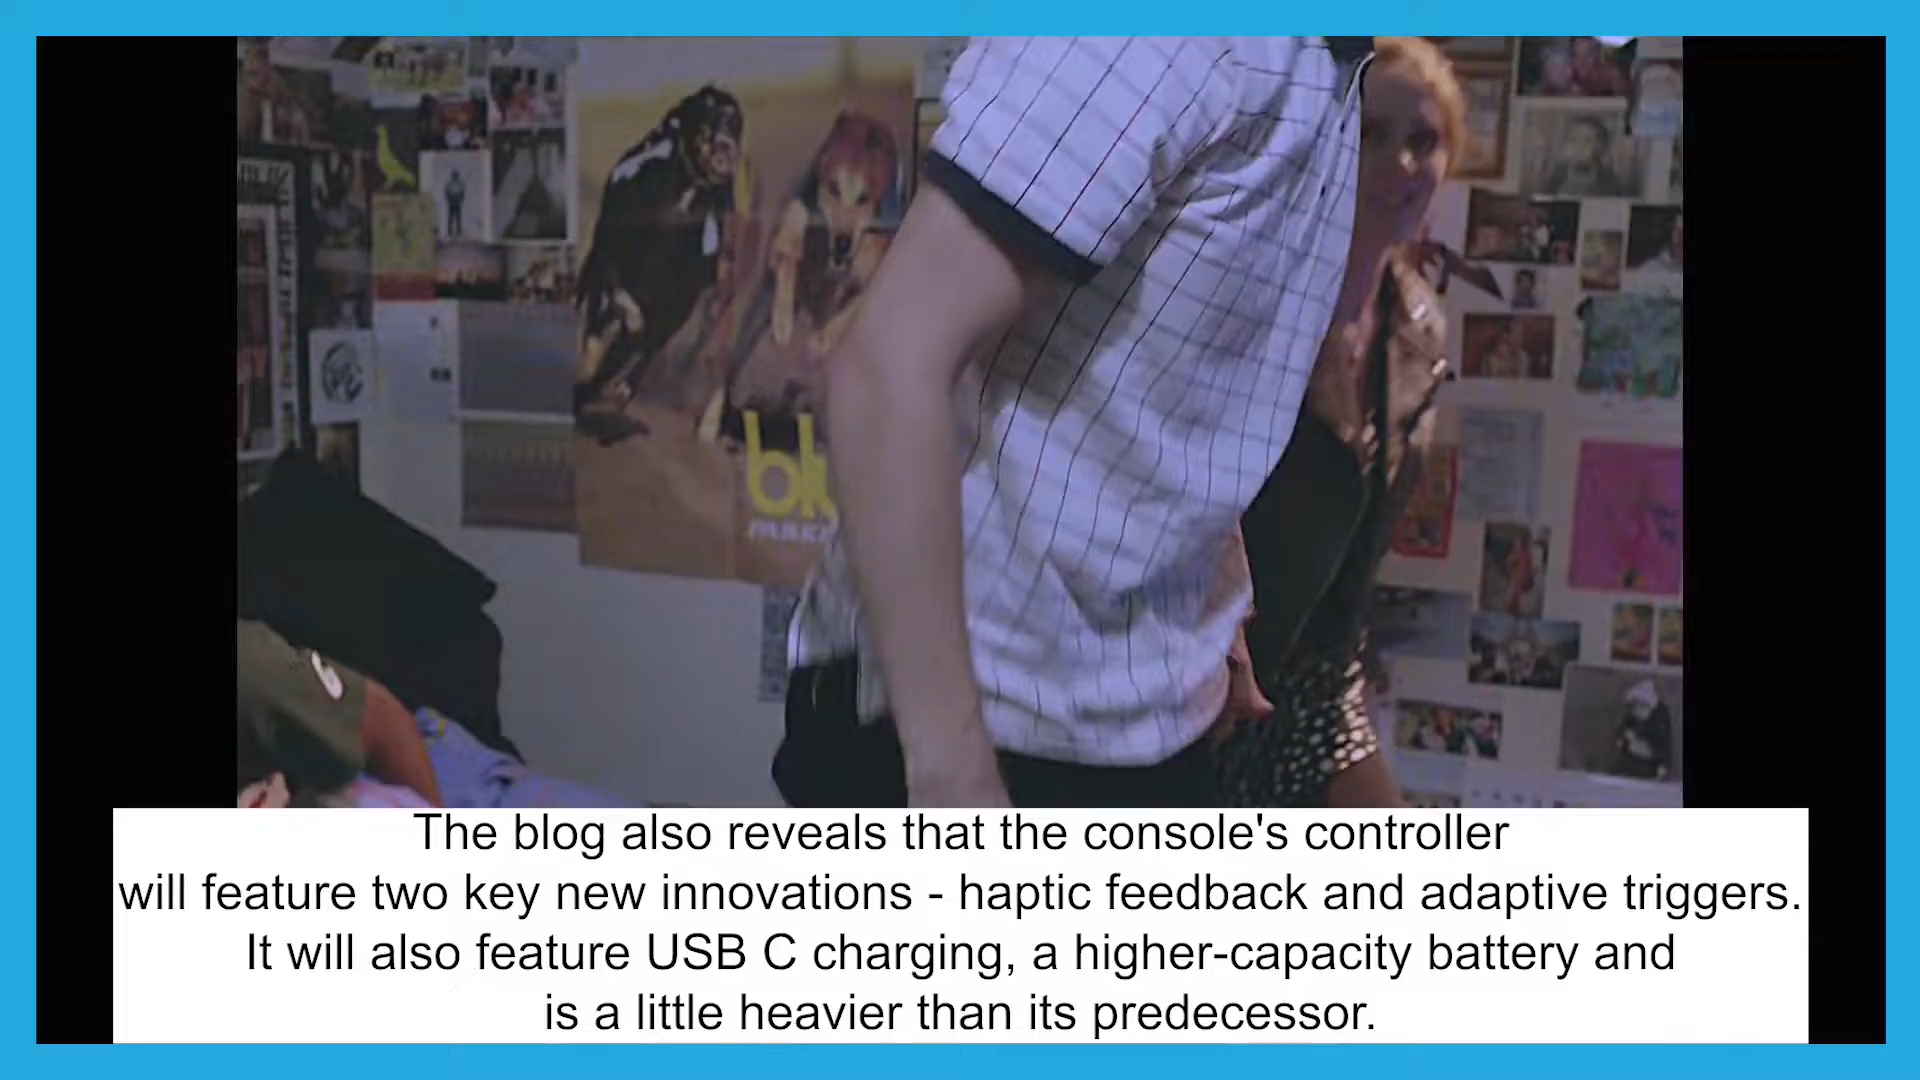 The blog also reveals that the console's controller
will feature two key new innovations - haptic feedback and adaptive triggers.
It will also feature USB C charging, a higher-capacity battery and
is a little heavier than its predecessor.